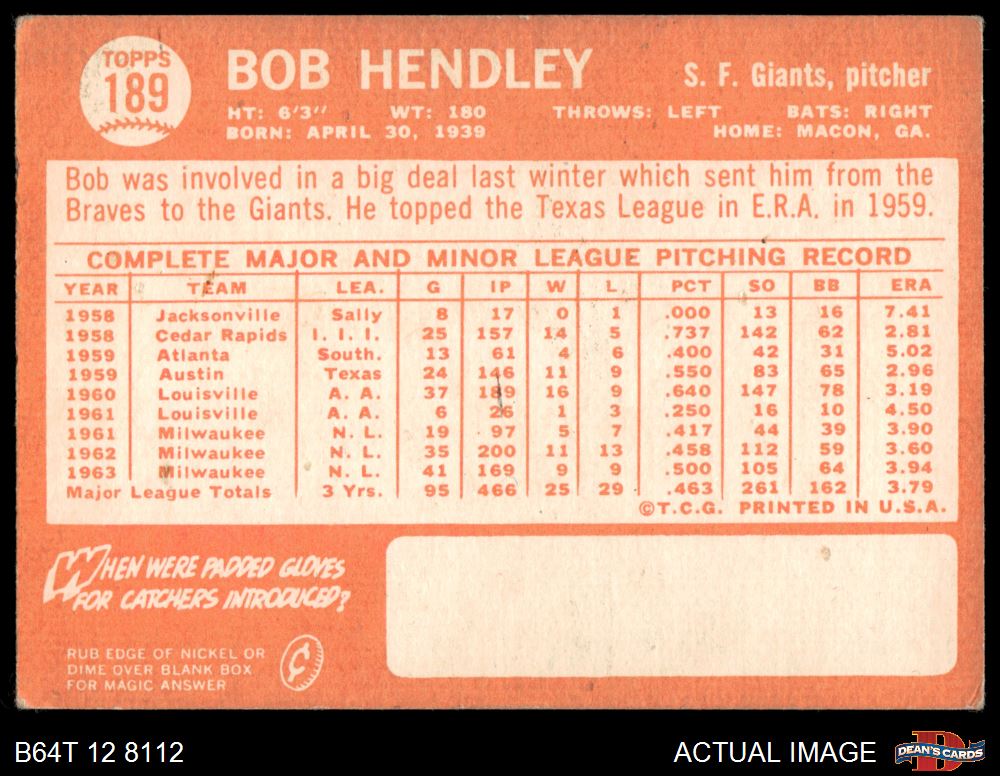 TOPPS
189
BOB HENDLEY
S. F. Giants, pitcher
HT: 6'3" WT: 180 THROWS: LEFT BATS: RIGHT
BORN: APRIL 30, 1939 HOME: MACON, GA.
Bob was involved in a big deal last winter which sent him from the
Braves to the Giants. He topped the Texas League in E.R.A. in 1959.
COMPLETE MAJOR AND MINOR LEAGUE PITCHING RECORD
YEAR TEAM LEA. G IP W L PCT SO BB ERA
1958 Jacksonville Sally 8 17 0 1 .000 13 16 7.41
1958 Cedar Rapids I. I. I. 25 157 14 5 .737 142 62 2.81
1959 Atlanta South. 13 61 4 6 .400 42 31 5.02
1959 Austin Texas 24 146 11 9 .550 83 65 2.96
1960 Louisville A. A. 37 189 16 9 .640 147 78 3.19
1961 Louisville A. A. 6 26 1 3 .250 16 10 4.50
1961 Milwaukee N. L. 19 97 5 7 .417 44 39 3.90
1962 Milwaukee N. L. 35 200 11 13 .458 112 59 3.60
1963 Milwaukee N. L. 41 169 9 9 .500 105 64 3.94
Major League Totals 3 Yrs. 95 466 25 29 .463 261 162 3.79
©T.C.G. PRINTED IN U.S.A.
WHEN WERE PADDED GLOVES
FOR CATCHERS INTRODUCED?
RUB EDGE OF NICKEL OR
DIME OVER BLANK BOX
FOR MAGIC ANSWER
¢
B64T 12 8112
ACTUAL IMAGE
D
DEAN'S CARDS